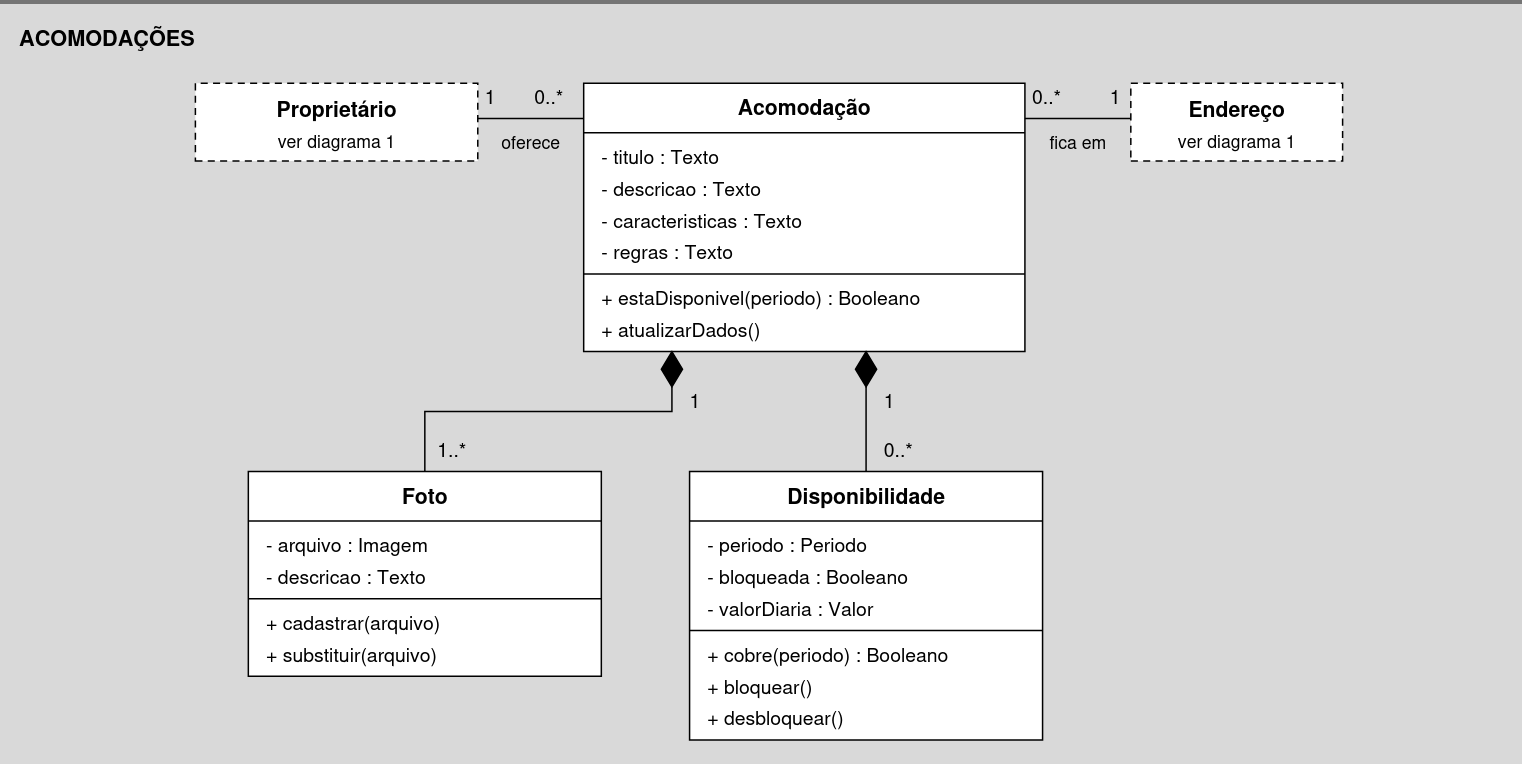 ACOMODAÇÕES
Proprietário
ver diagrama 1
1
0..*
oferece
Acomodação
- titulo : Texto
- descricao : Texto
- caracteristicas : Texto
- regras : Texto
+ estaDisponivel(periodo) : Booleano
+ atualizarDados()
0..*
1
fica em
Endereço
ver diagrama 1
1
1..*
1
0..*
Foto
- arquivo : Imagem
- descricao : Texto
+ cadastrar(arquivo)
+ substituir(arquivo)
Disponibilidade
- periodo : Periodo
- bloqueada : Booleano
- valorDiaria : Valor
+ cobre(periodo) : Booleano
+ bloquear()
+ desbloquear()